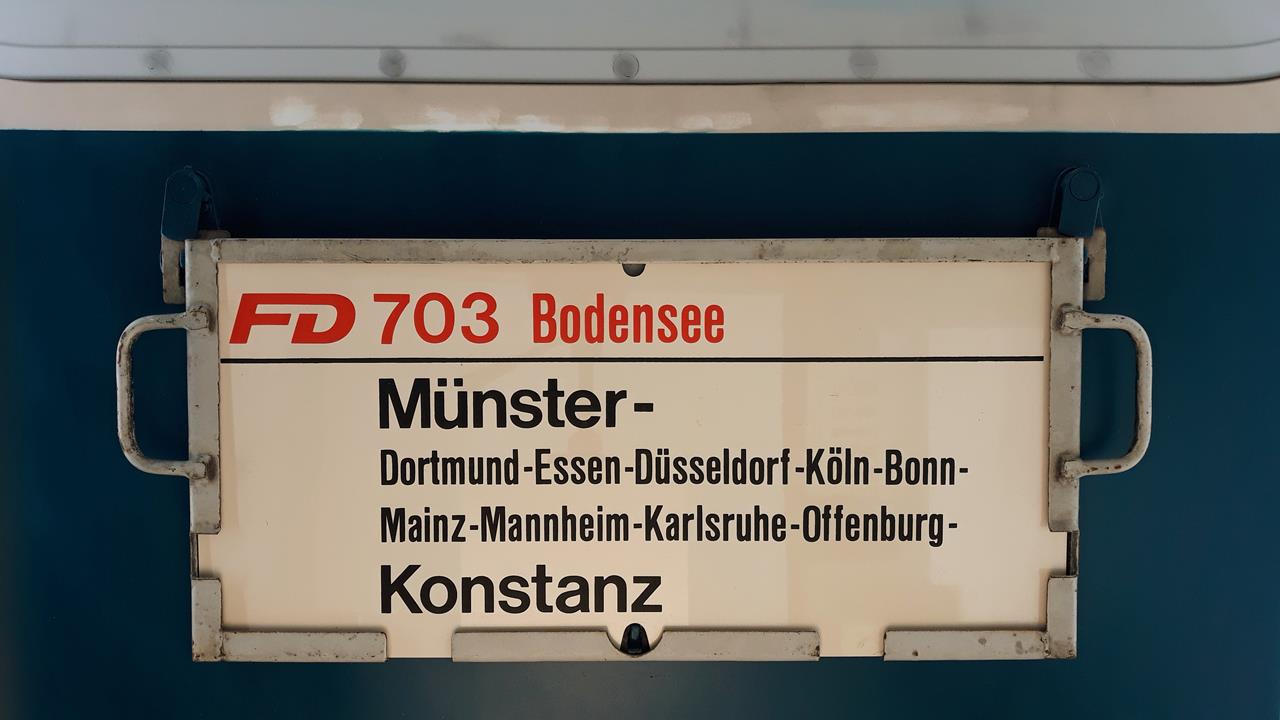 FD 703 Bodensee
Münster-
Dortmund-Essen-Düsseldorf-Köln-Bonn-
Mainz-Mannheim-Karlsruhe-Offenburg-
Konstanz